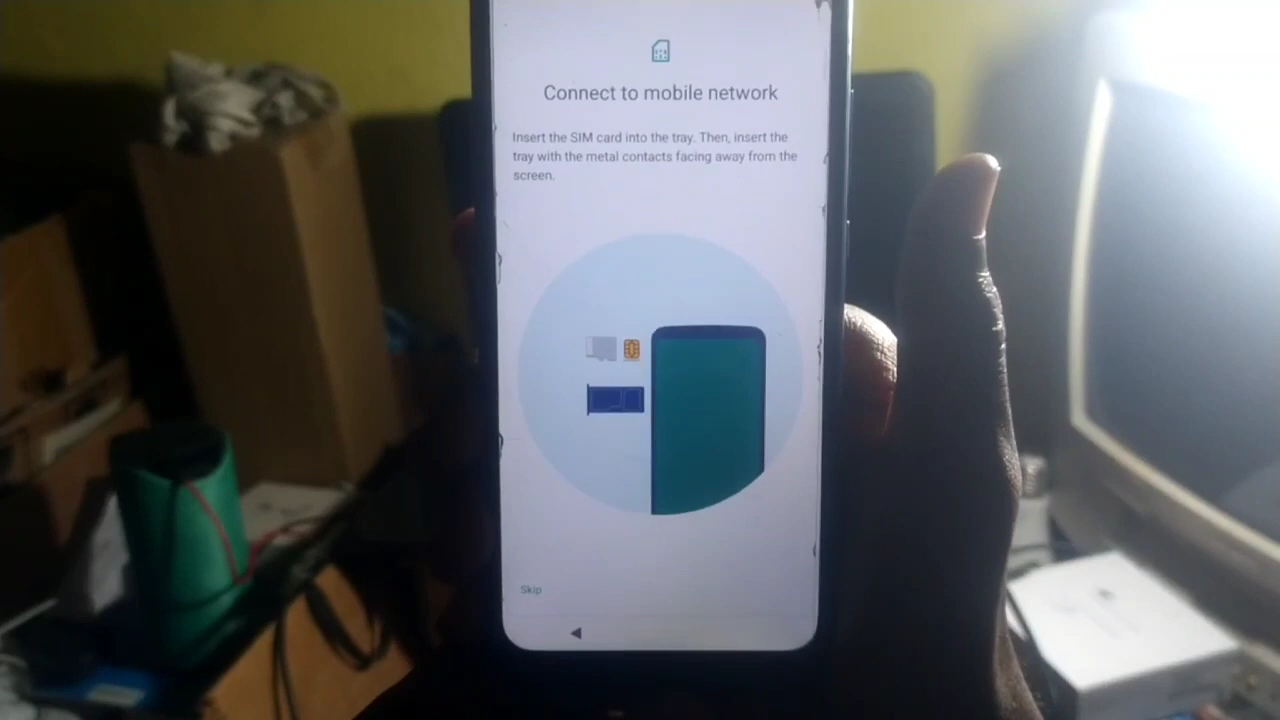 Connect to mobile network
Insert the SIM card into the tray. Then, insert the
tray with the metal contacts facing away from the
screen.
Skip